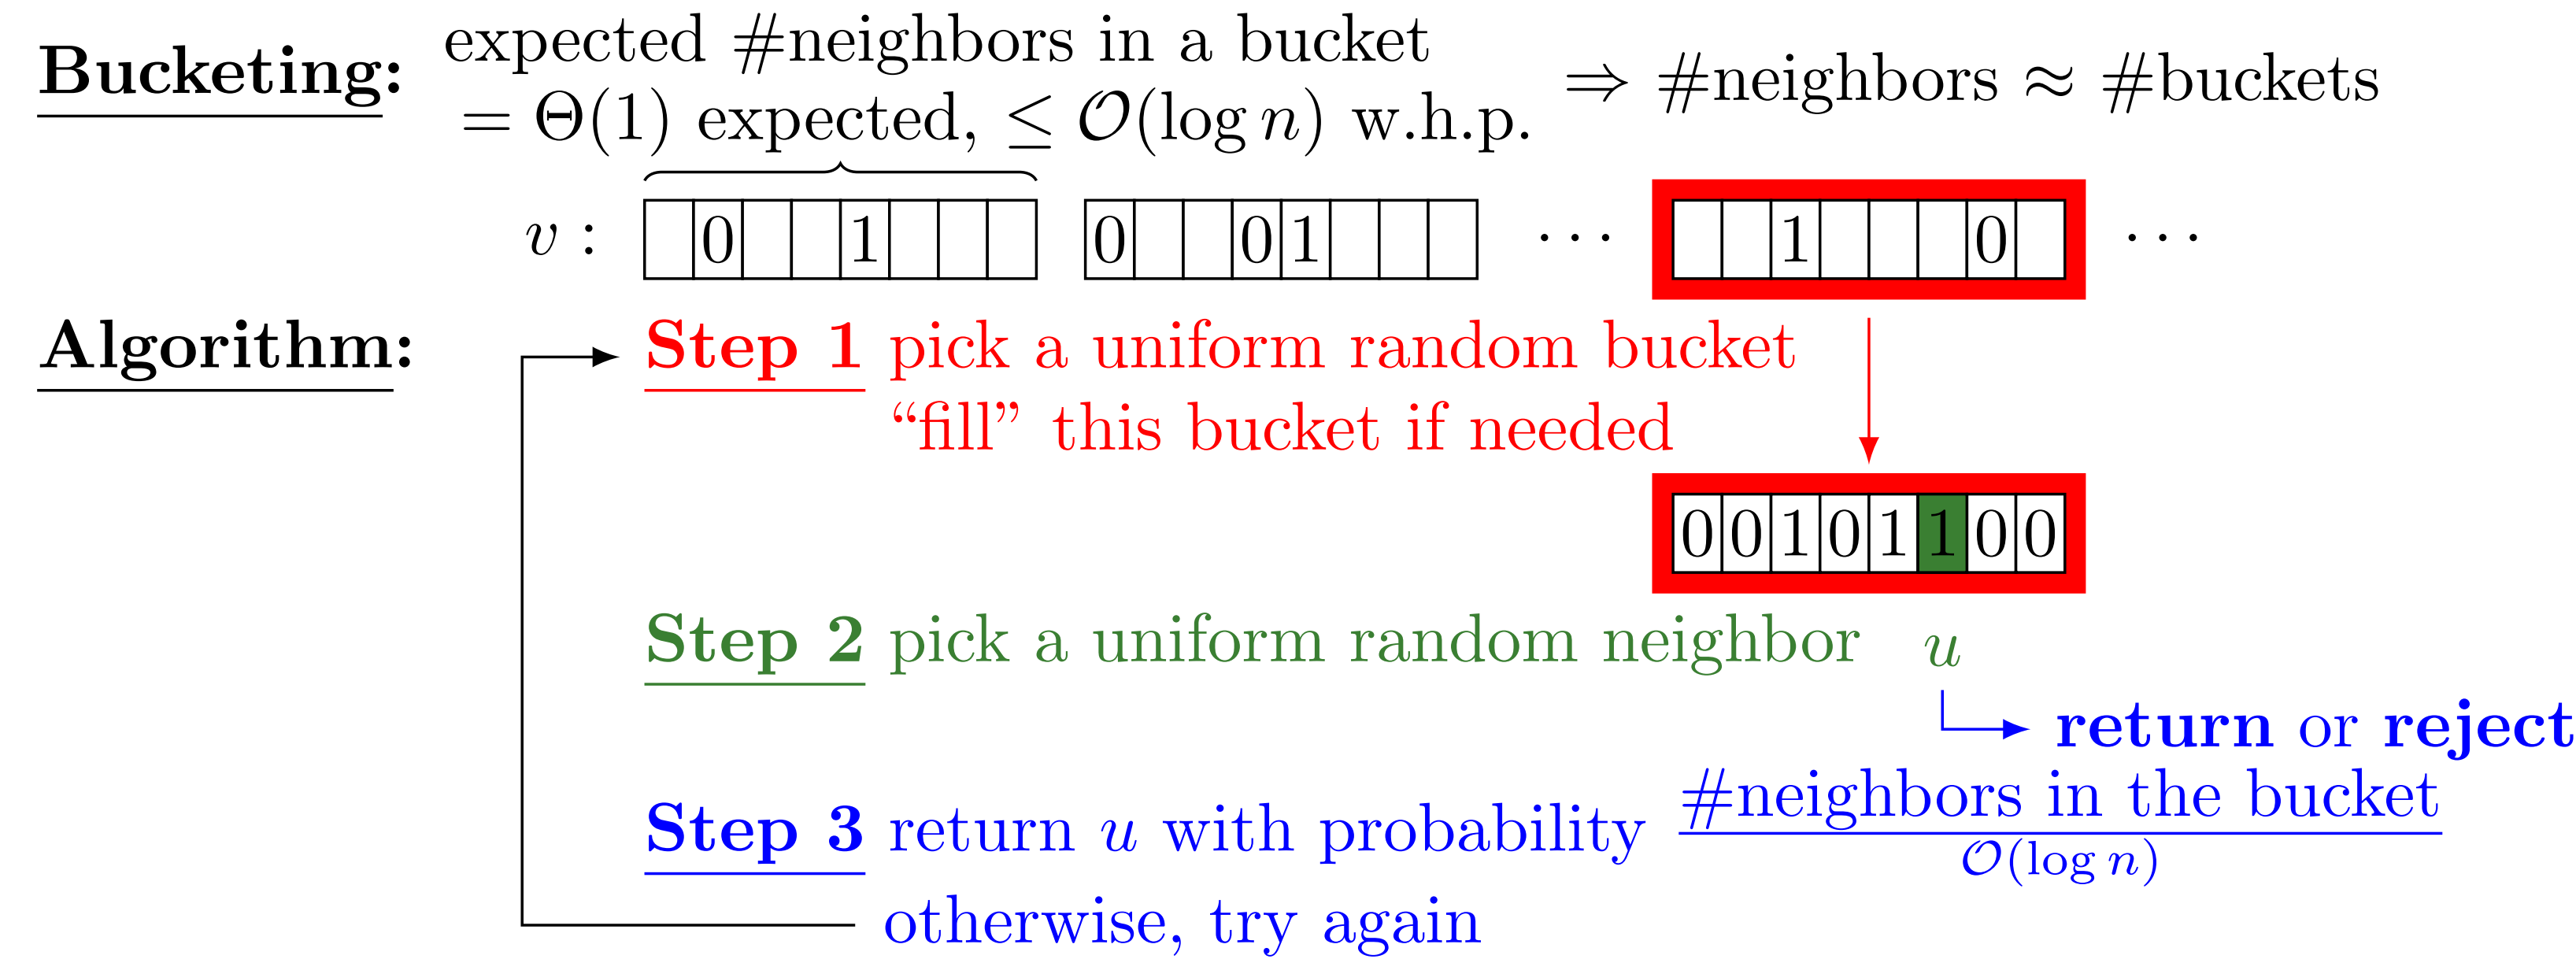 Bucketing: expected #neighbors in a bucket
= Θ(1) expected, ≤ 𝒪(log n) w.h.p. ⇒ #neighbors ≈ #buckets
v : 0 1 0 0 1 ··· 1 0 ···
Algorithm: Step 1 pick a uniform random bucket
“fill” this bucket if needed
0 0 1 0 1 1 0 0
Step 2 pick a uniform random neighbor u
return or reject
Step 3 return u with probability #neighbors in the bucket
𝒪(log n)
otherwise, try again